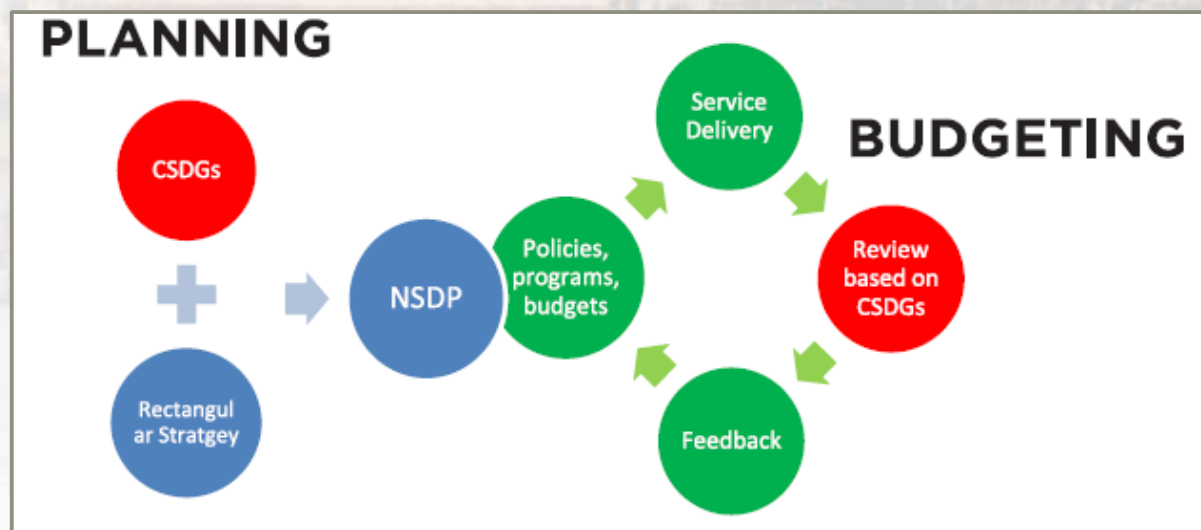 PLANNING
CSDGs
Rectangul
ar Stratgey
NSDP
Policies,
programs,
budgets
Service
Delivery
BUDGETING
Review
based on
CSDGs
Feedback